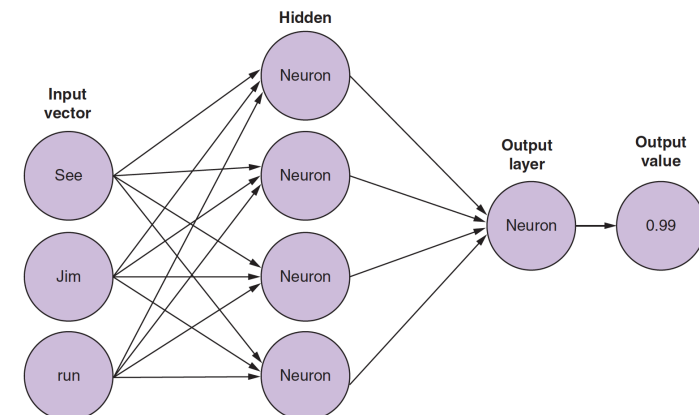 Hidden
Input
vector
Output
layer
Output
value
See
Jim
run
Neuron
Neuron
Neuron
Neuron
Neuron
0.99